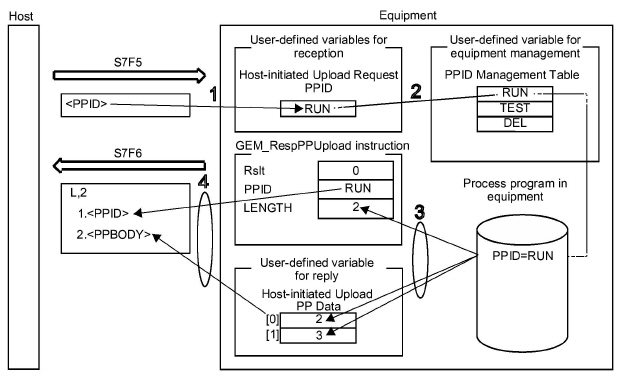 Host
Equipment
S7F5
<PPID>
1
User-defined variables for
reception
Host-initiated Upload Request
PPID
RUN
2
User-defined variable for
equipment management
PPID Management Table
RUN
TEST
DEL
S7F6
4
L,2
1.<PPID>
2.<PPBODY>
GEM_RespPPUpload instruction
Rslt
0
PPID
RUN
LENGTH
2
3
Process program in
equipment
PPID=RUN
User-defined variable
for reply
Host-initiated Upload
PP Data
[0]
2
[1]
3